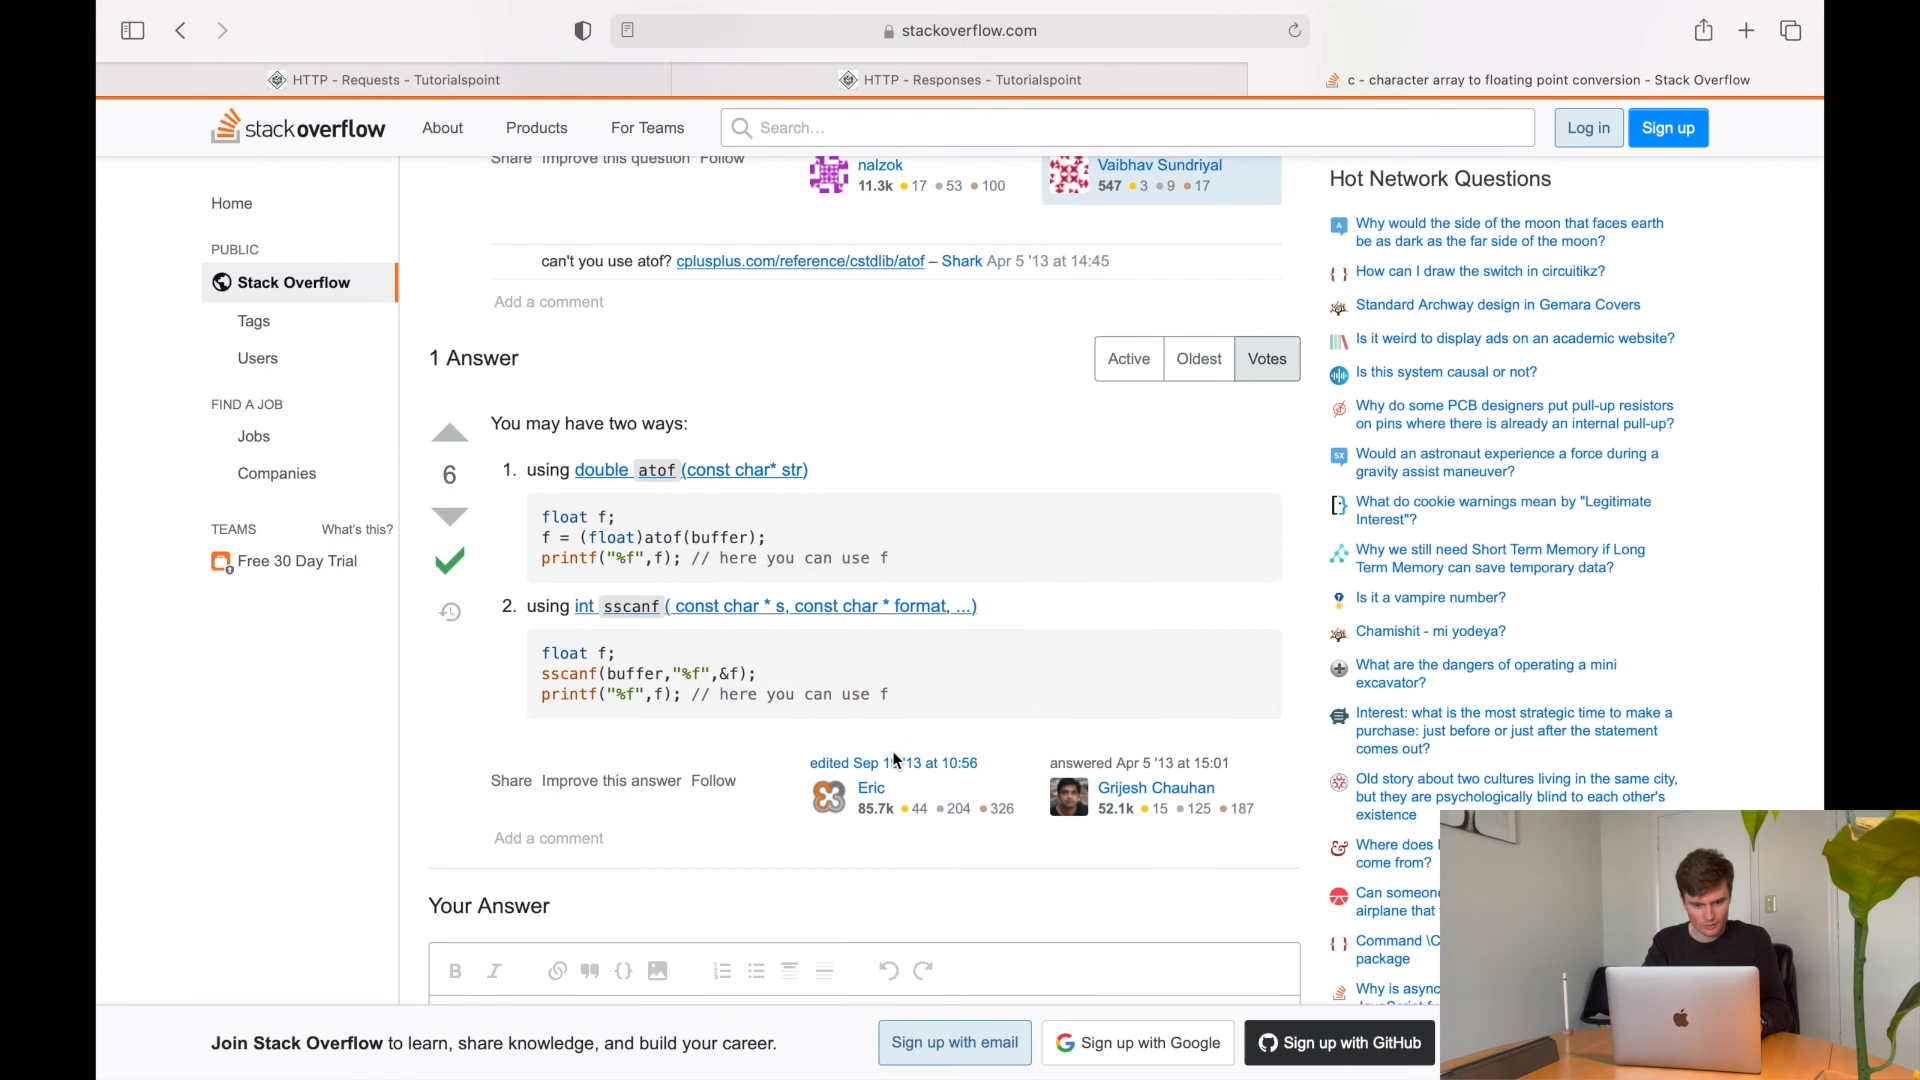 stackoverflow.com
HTTP - Requests - Tutorialspoint
HTTP - Responses - Tutorialspoint
c - character array to floating point conversion - Stack Overflow
stackoverflow
About
Products
For Teams
Search...
Log in
Sign up
Home
PUBLIC
Stack Overflow
Tags
Users
FIND A JOB
Jobs
Companies
TEAMS
What's this?
Free 30 Day Trial
Share Improve this question Follow
nalzok
11.3k 17 53 100
Vaibhav Sundriyal
547 3 9 17
can't you use atof? cplusplus.com/reference/cstdlib/atof – Shark Apr 5 '13 at 14:45
Add a comment
1 Answer
Active
Oldest
Votes
6
You may have two ways:
1. using double atof (const char* str)
float f;
f = (float)atof(buffer);
printf("%f",f); // here you can use f
2. using int sscanf ( const char * s, const char * format, ...)
float f;
sscanf(buffer,"%f",&f);
printf("%f",f); // here you can use f
Share Improve this answer Follow
edited Sep '13 at 10:56
Eric
85.7k 44 204 326
answered Apr 5 '13 at 15:01
Grijesh Chauhan
52.1k 15 125 187
Add a comment
Your Answer
B I
Hot Network Questions
Why would the side of the moon that faces earth
be as dark as the far side of the moon?
How can I draw the switch in circuitikz?
Standard Archway design in Gemara Covers
Is it weird to display ads on an academic website?
Is this system causal or not?
Why do some PCB designers put pull-up resistors
on pins where there is already an internal pull-up?
Would an astronaut experience a force during a
gravity assist maneuver?
What do cookie warnings mean by "Legitimate
Interest"?
Why we still need Short Term Memory if Long
Term Memory can save temporary data?
Is it a vampire number?
Chamishit - mi yodeya?
What are the dangers of operating a mini
excavator?
Interest: what is the most strategic time to make a
purchase: just before or just after the statement
comes out?
Old story about two cultures living in the same city,
but they are psychologically blind to each other's
existence
Where does
come from?
Can someone
airplane that
Command \C
package
Why is async
Join Stack Overflow to learn, share knowledge, and build your career.
Sign up with email
Sign up with Google
Sign up with GitHub